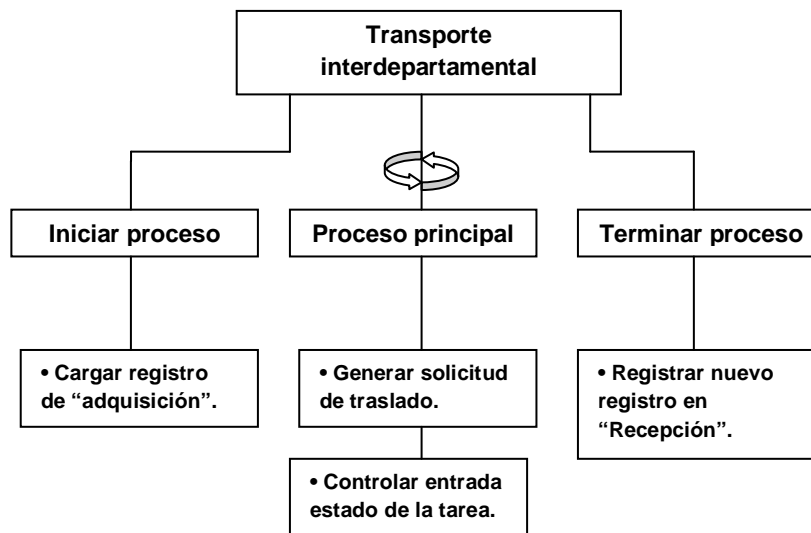 Transporte
interdepartamental
Iniciar proceso
Proceso principal
Terminar proceso
• Cargar registro
de “adquisición”.
• Generar solicitud
de traslado.
• Registrar nuevo
registro en
“Recepción”.
• Controlar entrada
estado de la tarea.